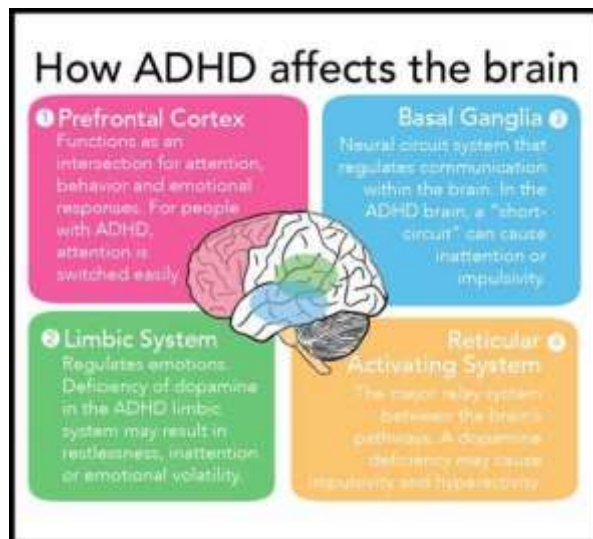 How ADHD affects the brain
1 Prefrontal Cortex
Functions as an
intersection for attention,
behavior and emotional
responses. For people
with ADHD,
attention is
switched easily.
2 Limbic System
Regulates emotions.
Deficiency of dopamine
in the ADHD limbic
system may result in
restlessness, inattention
or emotional volatility.
Basal Ganglia
Neural circuit system that
regulates communication
within the brain. In the
ADHD brain, a "short-
circuit" can cause
inattention or
impulsivity.
Reticular
Activating System
The major relay system
between the brain's
pathways. A dopamine
deficiency may cause
impulsivity and hyperactivity.